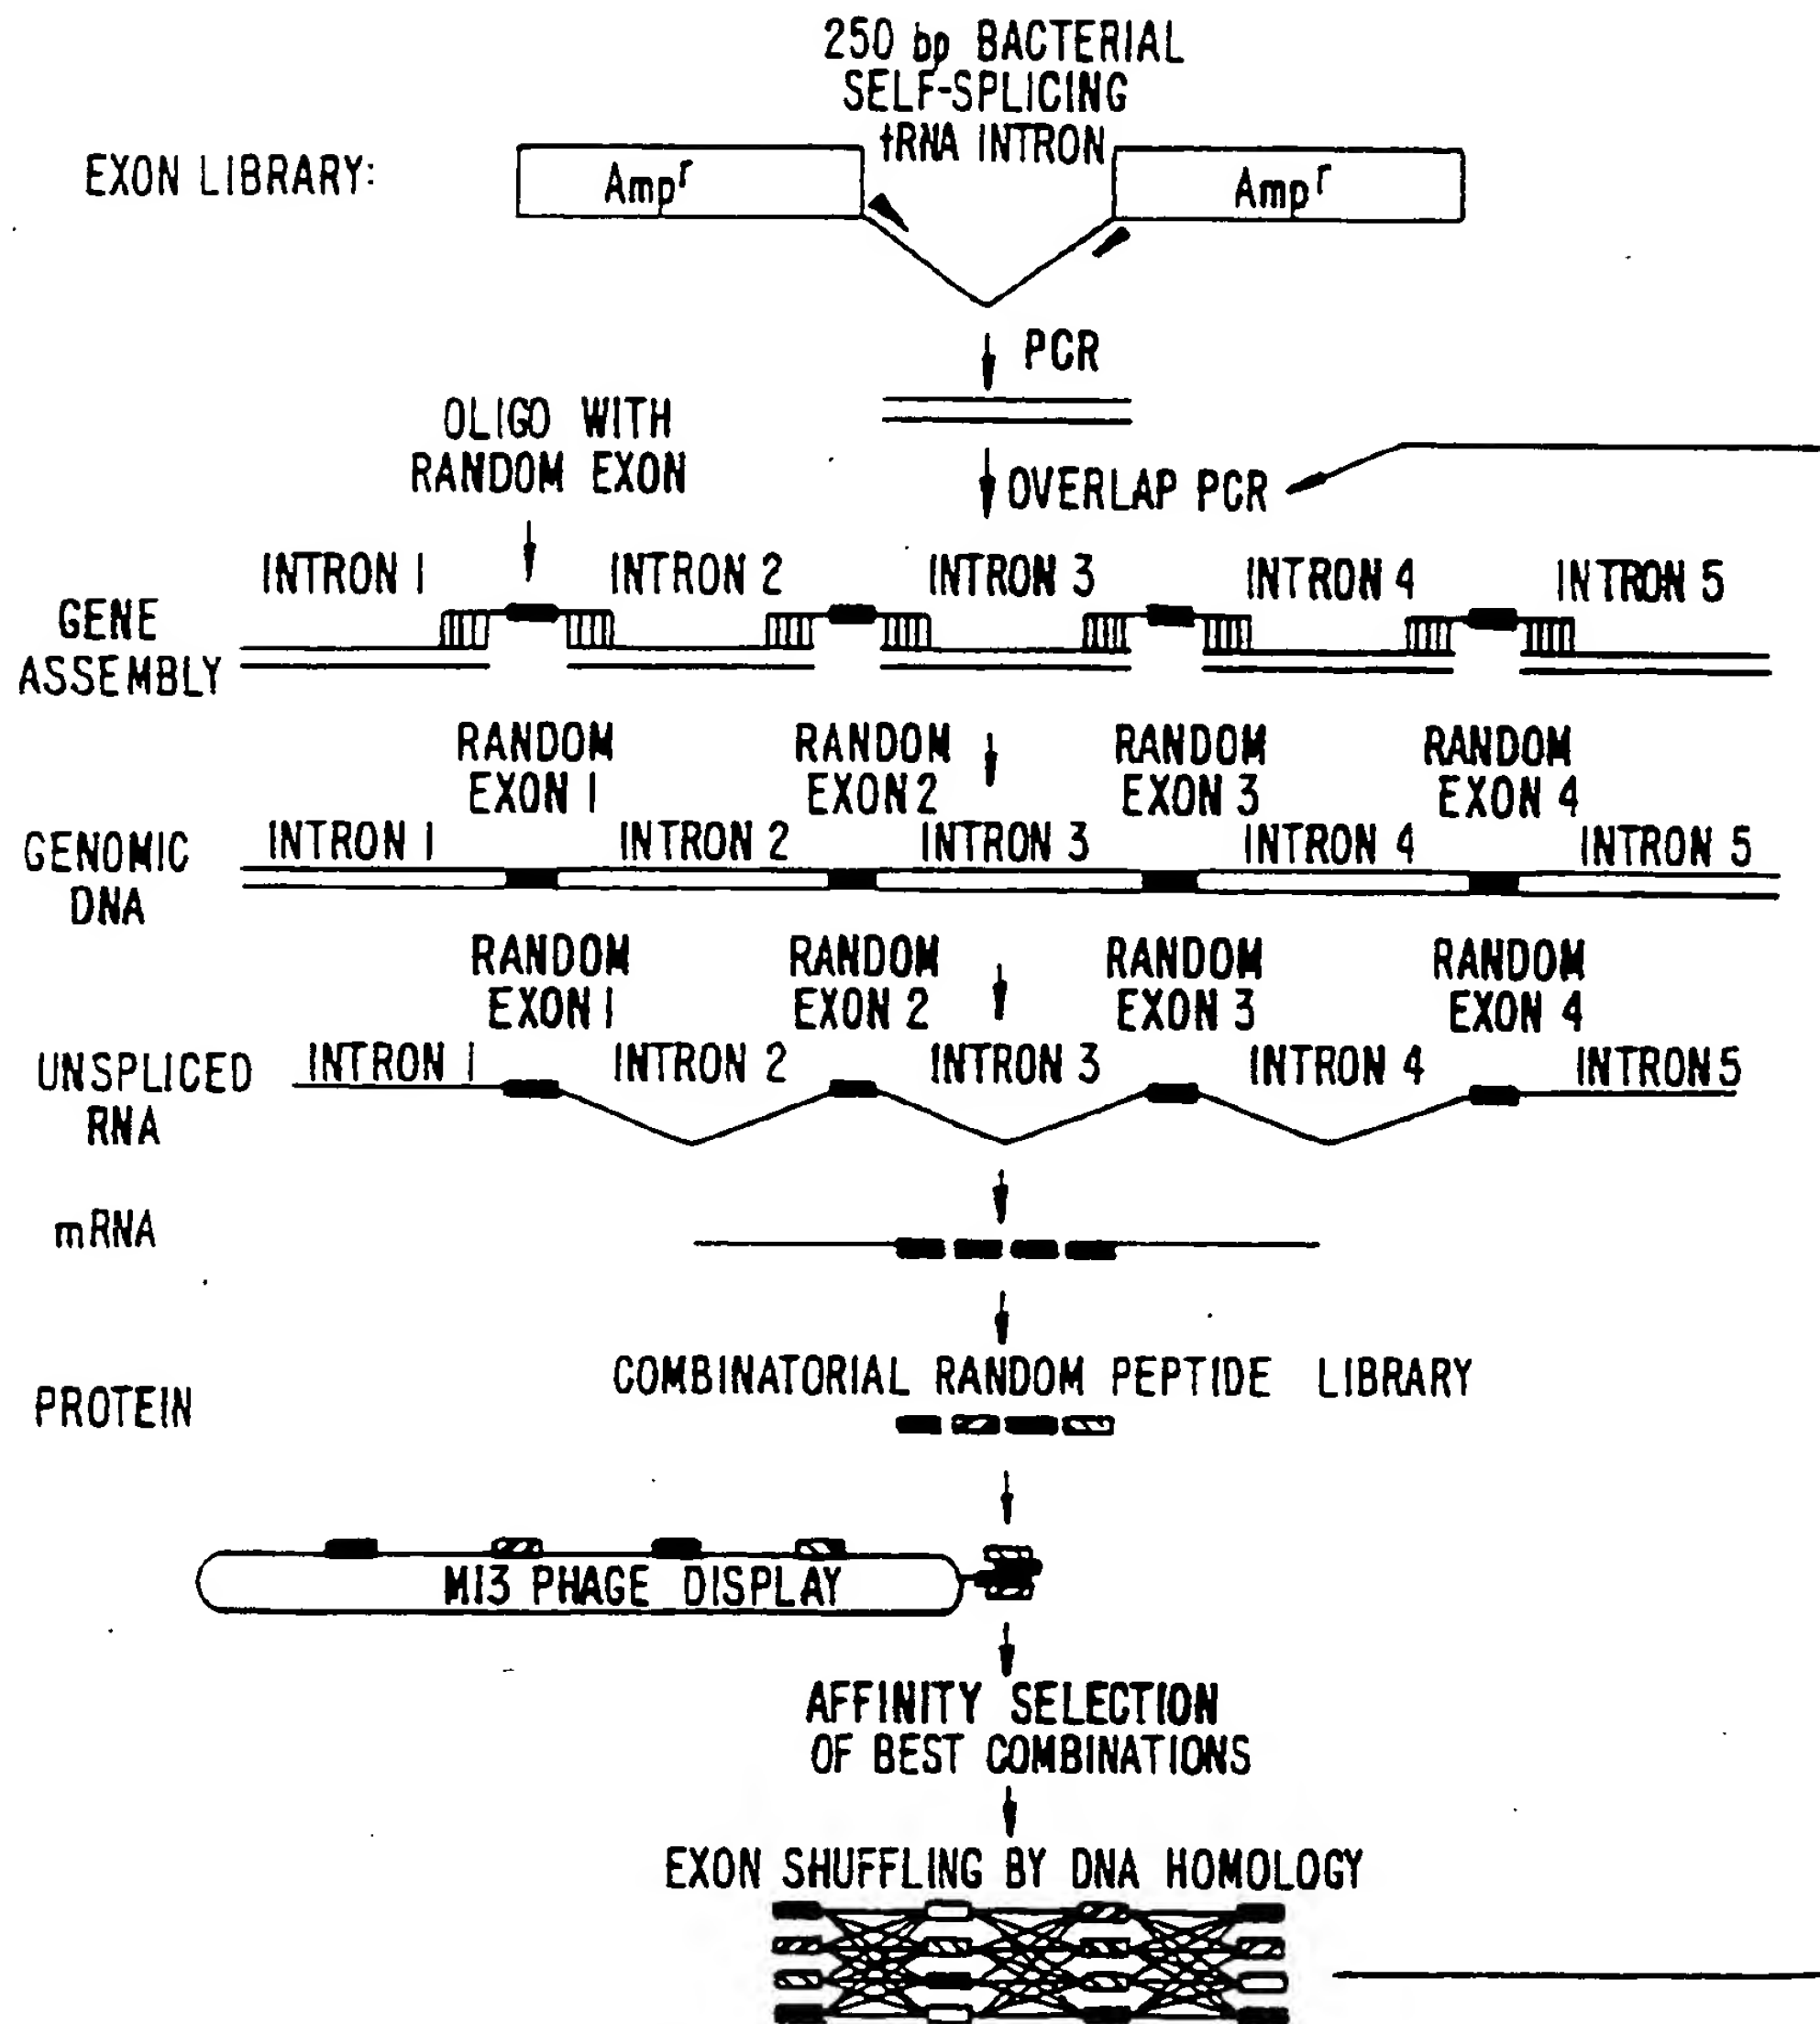 250 bp BACTERIAL
SELF-SPLICING
tRNA INTRON
EXON LIBRARY:
Ampr
Ampr
PCR
OLIGO WITH
RANDOM EXON
OVERLAP PCR
INTRON 1
INTRON 2
INTRON 3
INTRON 4
INTRON 5
GENE
ASSEMBLY
RANDOM
EXON 1
RANDOM
EXON 2
RANDOM
EXON 3
RANDOM
EXON 4
GENOMIC
DNA
INTRON 1
INTRON 2
INTRON 3
INTRON 4
INTRON 5
RANDOM
EXON 1
RANDOM
EXON 2
RANDOM
EXON 3
RANDOM
EXON 4
UNSPLICED
RNA
INTRON 1
INTRON 2
INTRON 3
INTRON 4
INTRON 5
mRNA
COMBINATORIAL RANDOM PEPTIDE LIBRARY
PROTEIN
M13 PHAGE DISPLAY
AFFINITY SELECTION
OF BEST COMBINATIONS
EXON SHUFFLING BY DNA HOMOLOGY